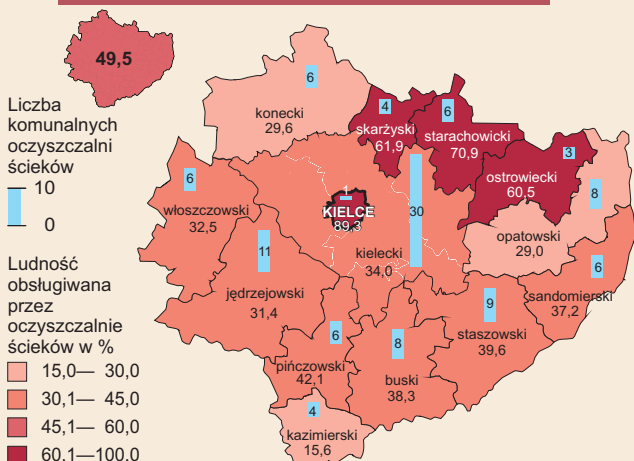 49,5
Liczba
komunalnych
oczyszczalni
ścieków
10
0
Ludność
obsługiwana
przez
oczyszczalnie
ścieków w %
15,0— 30,0
30,1— 45,0
45,1— 60,0
60,1—100,0
6
konecki
29,6
4
skarżyski
61,9
6
starachowicki
70,9
3
ostrowiecki
60,5
8
opatowski
29,0
6
włoszczowski
32,5
1
KIELCE
89,3
30
kielecki
34,0
11
jędrzejowski
31,4
6
sandomierski
37,2
9
staszowski
39,6
6
pińczowski
42,1
8
buski
38,3
4
kazimierski
15,6